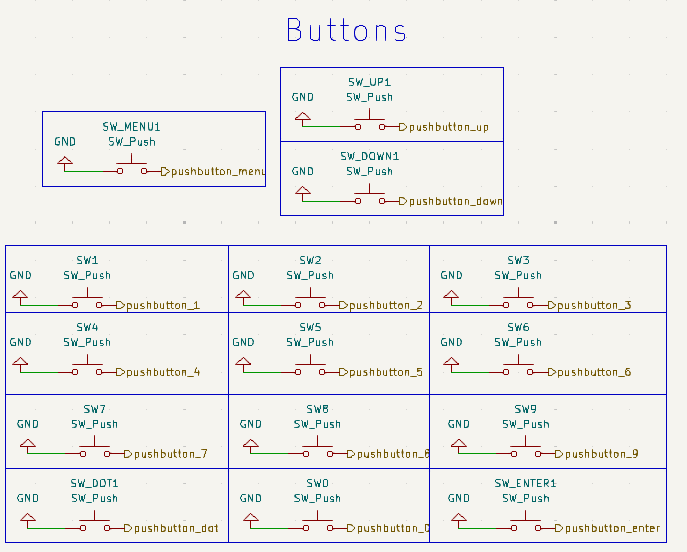 Buttons
SW_UP1
GND SW_Push
pushbutton_up
SW_MENU1
GND SW_Push
pushbutton_menu
SW_DOWN1
GND SW_Push
pushbutton_down
SW1 SW2 SW3
GND SW_Push GND SW_Push GND SW_Push
pushbutton_1 pushbutton_2 pushbutton_3
SW4 SW5 SW6
GND SW_Push GND SW_Push GND SW_Push
pushbutton_4 pushbutton_5 pushbutton_6
SW7 SW8 SW9
GND SW_Push GND SW_Push GND SW_Push
pushbutton_7 pushbutton_8 pushbutton_9
SW_DOT1 SW0 SW_ENTER1
GND SW_Push GND SW_Push GND SW_Push
pushbutton_dot pushbutton_0 pushbutton_enter